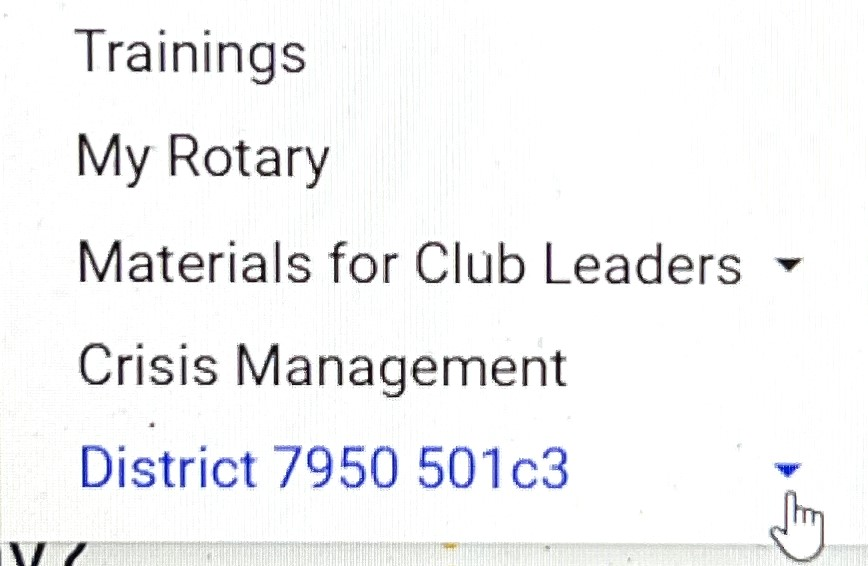 Trainings
My Rotary
Materials for Club Leaders
Crisis Management
District 7950 501c3